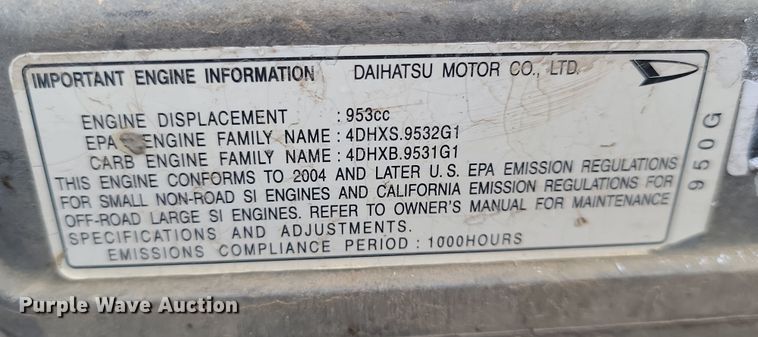 IMPORTANT ENGINE INFORMATION DAIHATSU MOTOR CO., LTD.
ENGINE DISPLACEMENT : 953cc
EPA ENGINE FAMILY NAME : 4DHXS.9532G1
CARB ENGINE FAMILY NAME : 4DHXB.9531G1
THIS ENGINE CONFORMS TO 2004 AND LATER U.S. EPA EMISSION REGULATIONS
FOR SMALL NON-ROAD SI ENGINES AND CALIFORNIA EMISSION REGULATIONS FOR
OFF-ROAD LARGE SI ENGINES. REFER TO OWNER'S MANUAL FOR MAINTENANCE
SPECIFICATIONS AND ADJUSTMENTS.
EMISSIONS COMPLIANCE PERIOD : 1000HOURS
950G
Purple Wave Auction